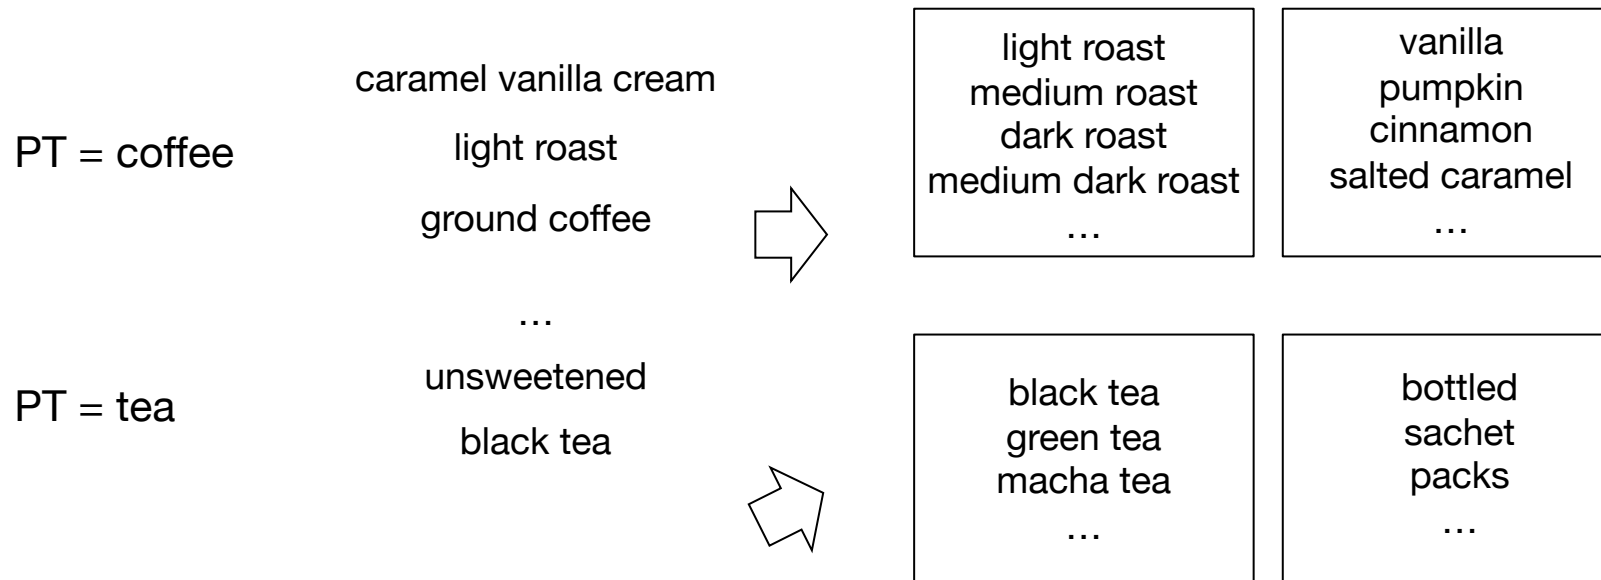 PT = coffee
caramel vanilla cream
light roast
ground coffee
...
light roast
medium roast
dark roast
medium dark roast
...
vanilla
pumpkin
cinnamon
salted caramel
...
PT = tea
unsweetened
black tea
black tea
green tea
macha tea
...
bottled
sachet
packs
...